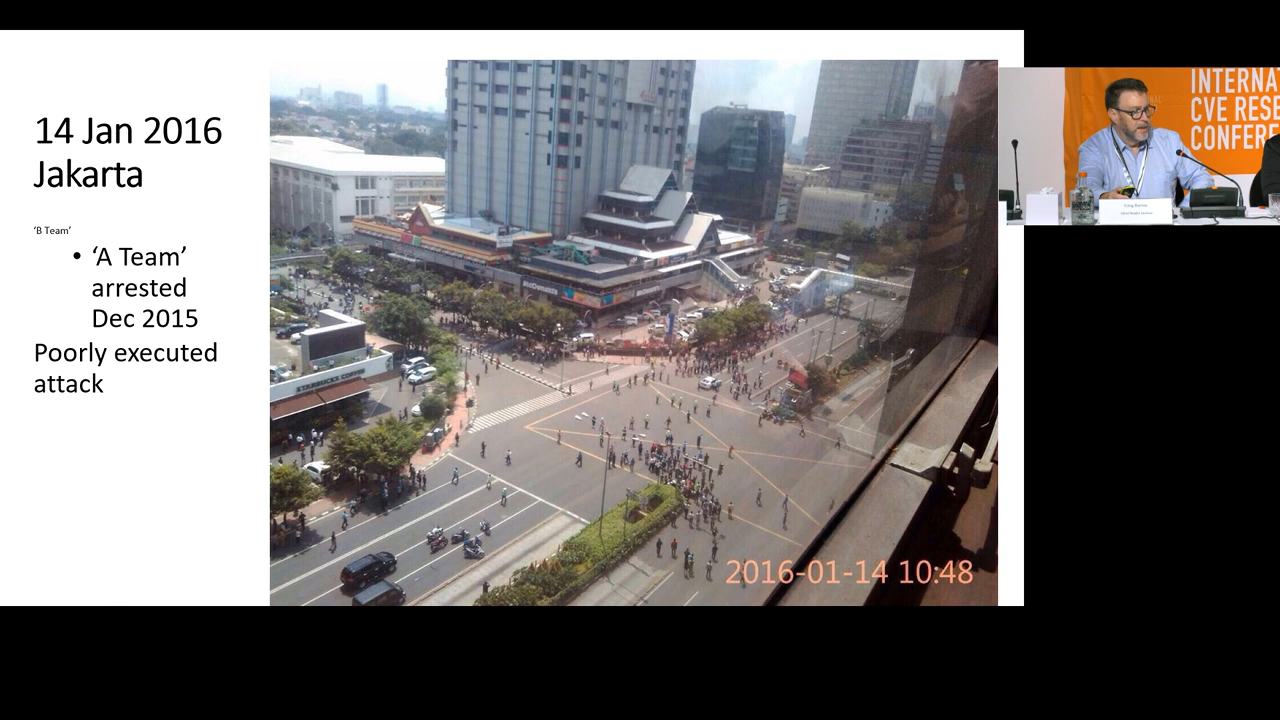 14 Jan 2016
Jakarta
‘B Team’
• ‘A Team’
arrested
Dec 2015
Poorly executed
attack
McDonald's
STARBUCKS COFFEE
2016-01-14 10:48
INTERNA
CVE RESE
CONFERE